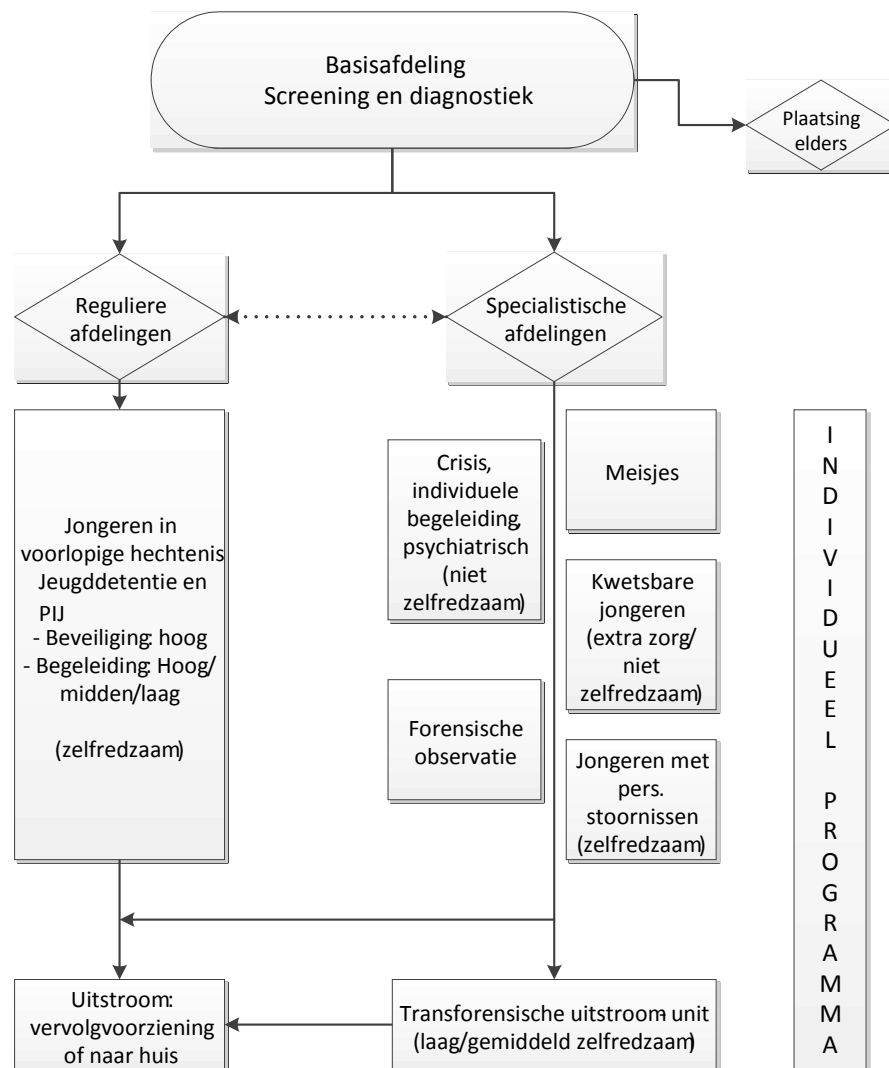 Basisafdeling
Screening en diagnostiek
Plaatsing
elders
Reguliere
afdelingen
Specialistische
afdelingen
Jongeren in
voorlopige hechtenis
Jeugddetentie en
PIJ
- Beveiliging: hoog
- Begeleiding: Hoog/
midden/laag
(zelfredzaam)
Crisis,
individuele
begeleiding,
psychiatrisch
(niet
zelfredzaam)
Meisjes
Kwetsbare
jongeren
(extra zorg/
niet
zelfredzaam)
Forensische
observatie
Jongeren met
pers.
stoornissen
(zelfredzaam)
Uitstroom:
vervolgvoorziening
of naar huis
Transforensische uitstroom-unit
(laag/gemiddeld zelfredzaam)
I
N
D
I
V
I
D
U
E
E
L
P
R
O
G
R
A
M
M
A